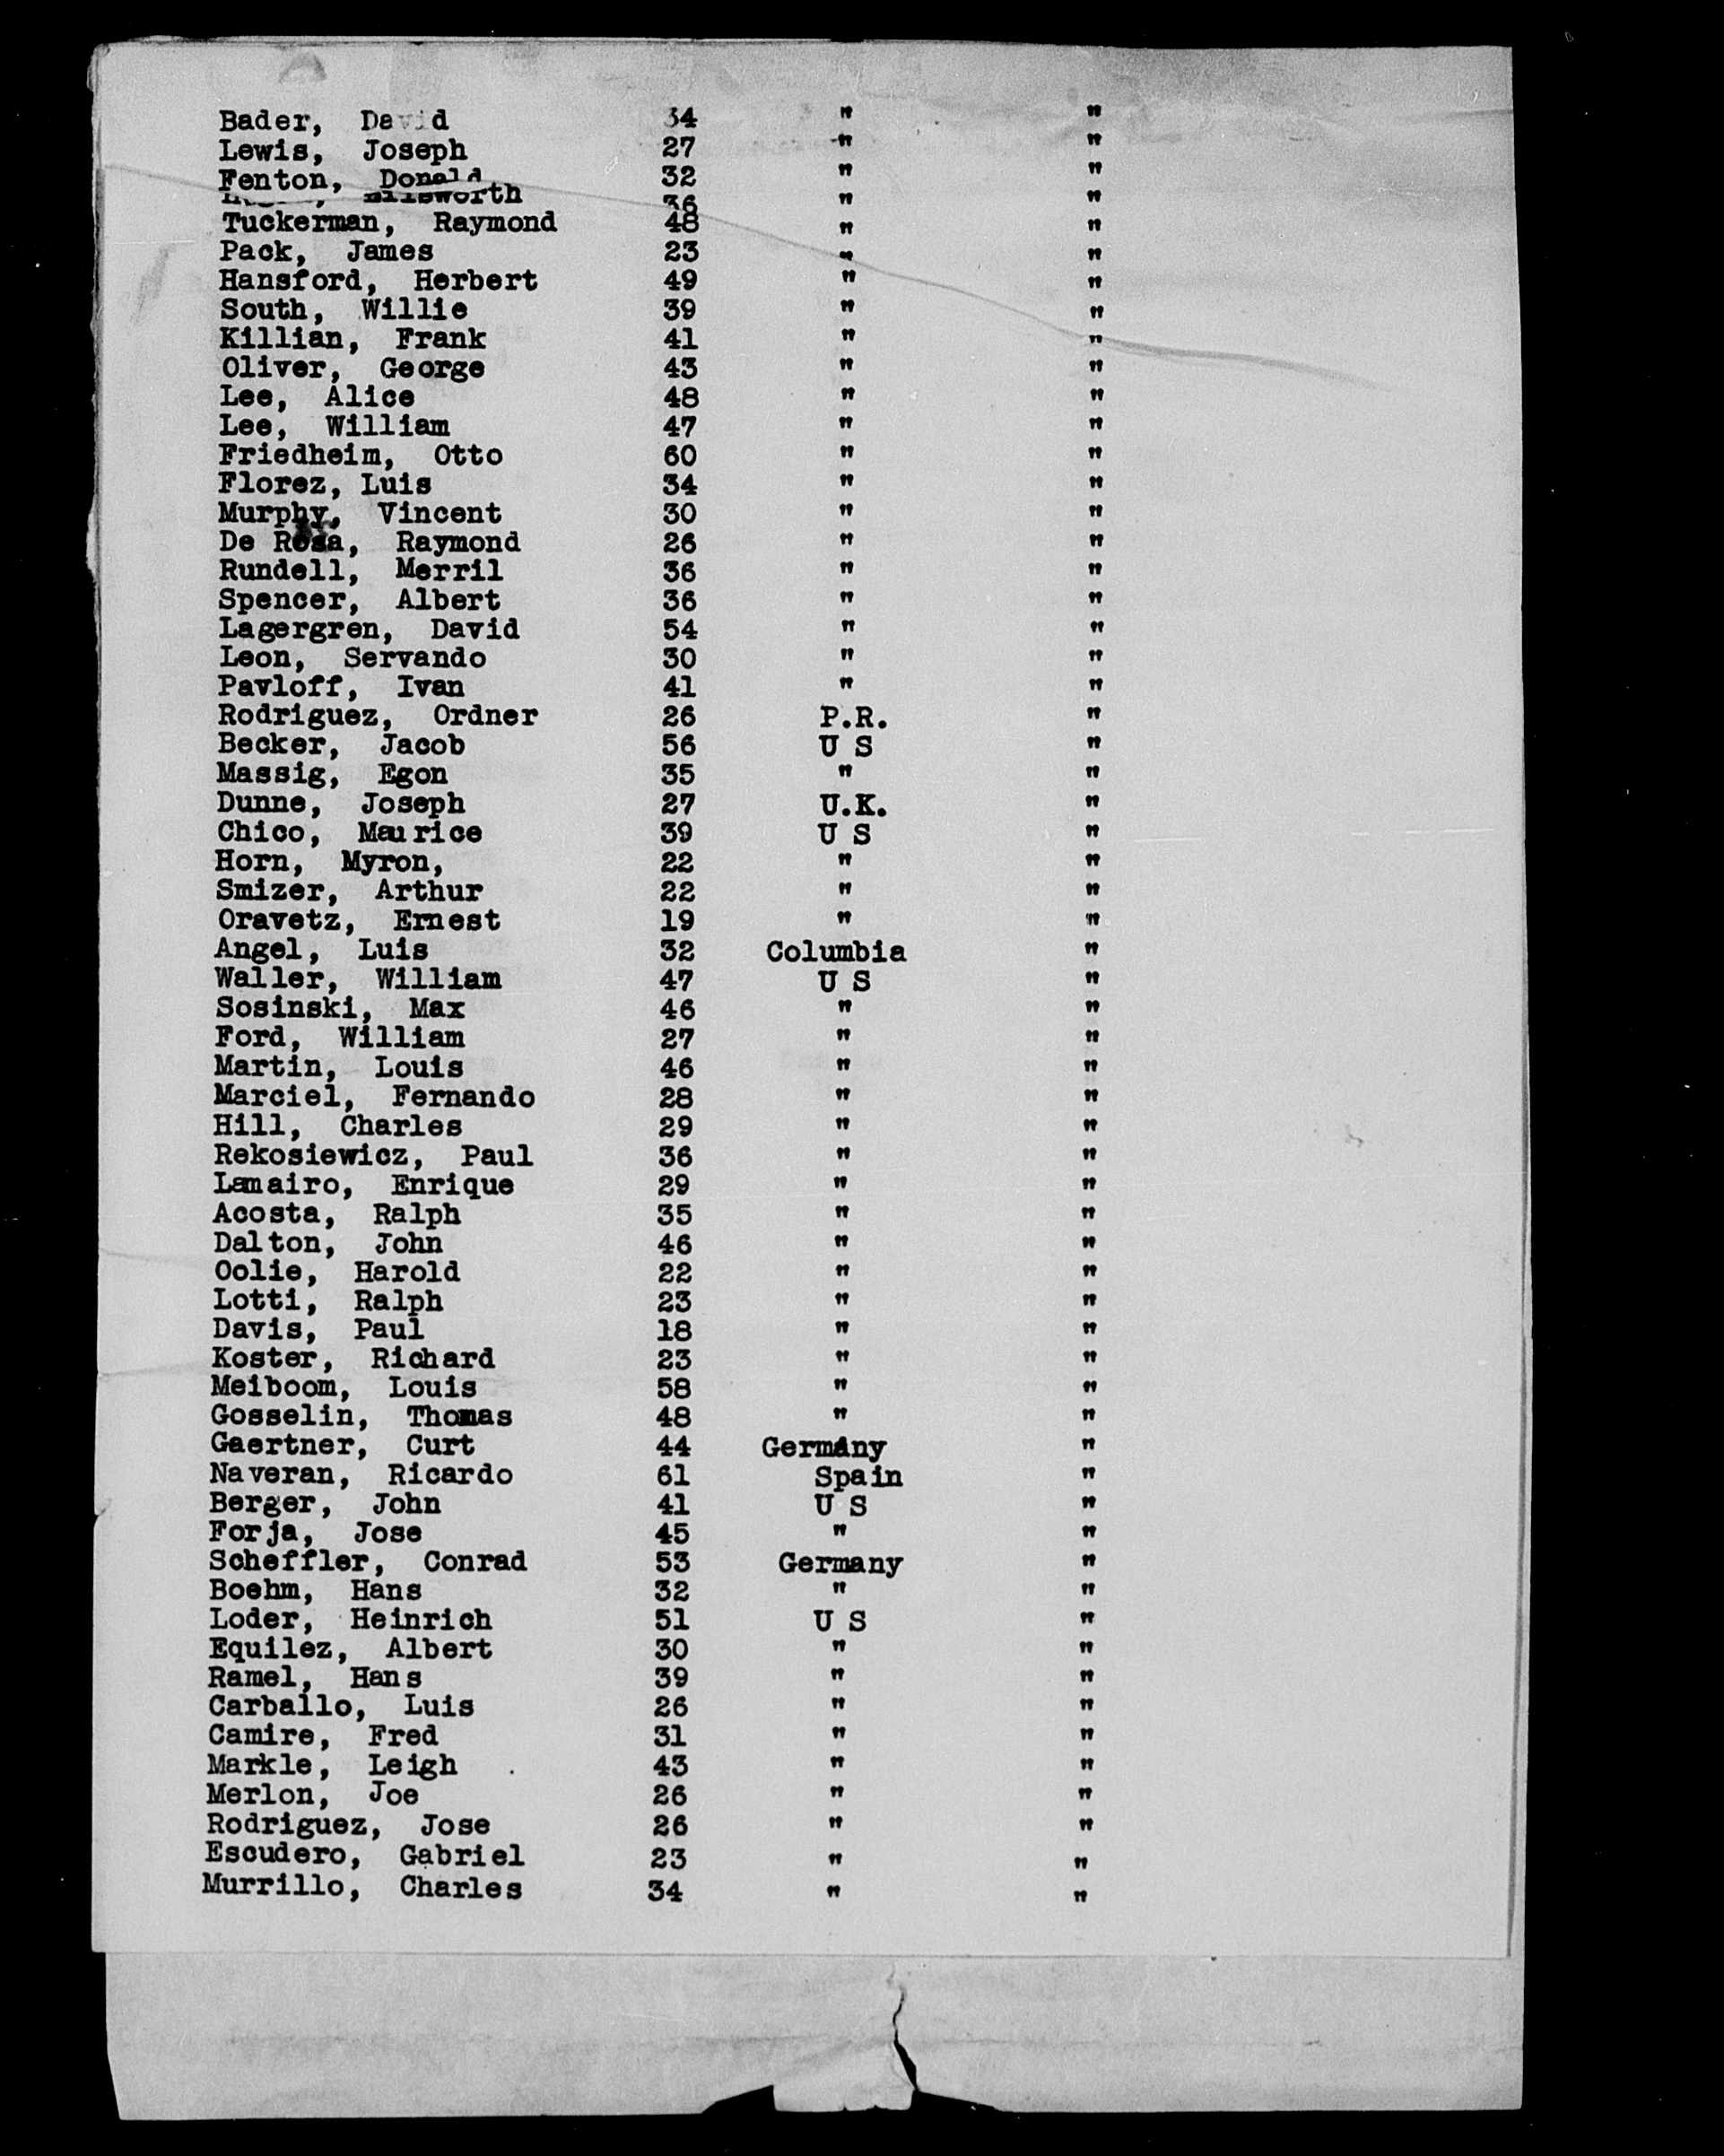 Bader, David 34 " "
Lewis, Joseph 27 " "
Fenton, Donald 32 " "
Ellsworth 36 " "
Tuckerman, Raymond 48 " "
Pack, James 23 " "
Hansford, Herbert 49 " "
South, Willie 39 " "
Killian, Frank 41 " "
Oliver, George 43 " "
Lee, Alice 48 " "
Lee, William 47 " "
Friedheim, Otto 60 " "
Florez, Luis 34 " "
Murphy, Vincent 30 " "
De Rosa, Raymond 26 " "
Rundell, Merril 36 " "
Spencer, Albert 36 " "
Lagergren, David 54 " "
Leon, Servando 30 " "
Pavloff, Ivan 41 " "
Rodriguez, Ordner 26 P.R. "
Becker, Jacob 56 U S "
Massig, Egon 35 " "
Dunne, Joseph 27 U.K. "
Chico, Maurice 39 U S "
Horn, Myron, 22 " "
Smizer, Arthur 22 " "
Oravetz, Ernest 19 " "
Angel, Luis 32 Columbia "
Waller, William 47 U S "
Sosinski, Max 46 " "
Ford, William 27 " "
Martin, Louis 46 " "
Marciel, Fernando 28 " "
Hill, Charles 29 " "
Rekosiewicz, Paul 36 " "
Lamairo, Enrique 29 " "
Acosta, Ralph 35 " "
Dalton, John 46 " "
Oolie, Harold 22 " "
Lotti, Ralph 23 " "
Davis, Paul 18 " "
Koster, Richard 23 " "
Meiboom, Louis 58 " "
Gosselin, Thomas 48 " "
Gaertner, Curt 44 Germany "
Naveran, Ricardo 61 Spain "
Berger, John 41 U S "
Forja, Jose 45 " "
Scheffler, Conrad 53 Germany "
Boehm, Hans 32 " "
Loder, Heinrich 51 U S "
Equilez, Albert 30 " "
Ramel, Hans 39 " "
Carballo, Luis 26 " "
Camire, Fred 31 " "
Markle, Leigh 43 " "
Merlon, Joe 26 " "
Rodriguez, Jose 26 " "
Escudero, Gabriel 23 " "
Murrillo, Charles 34 " "